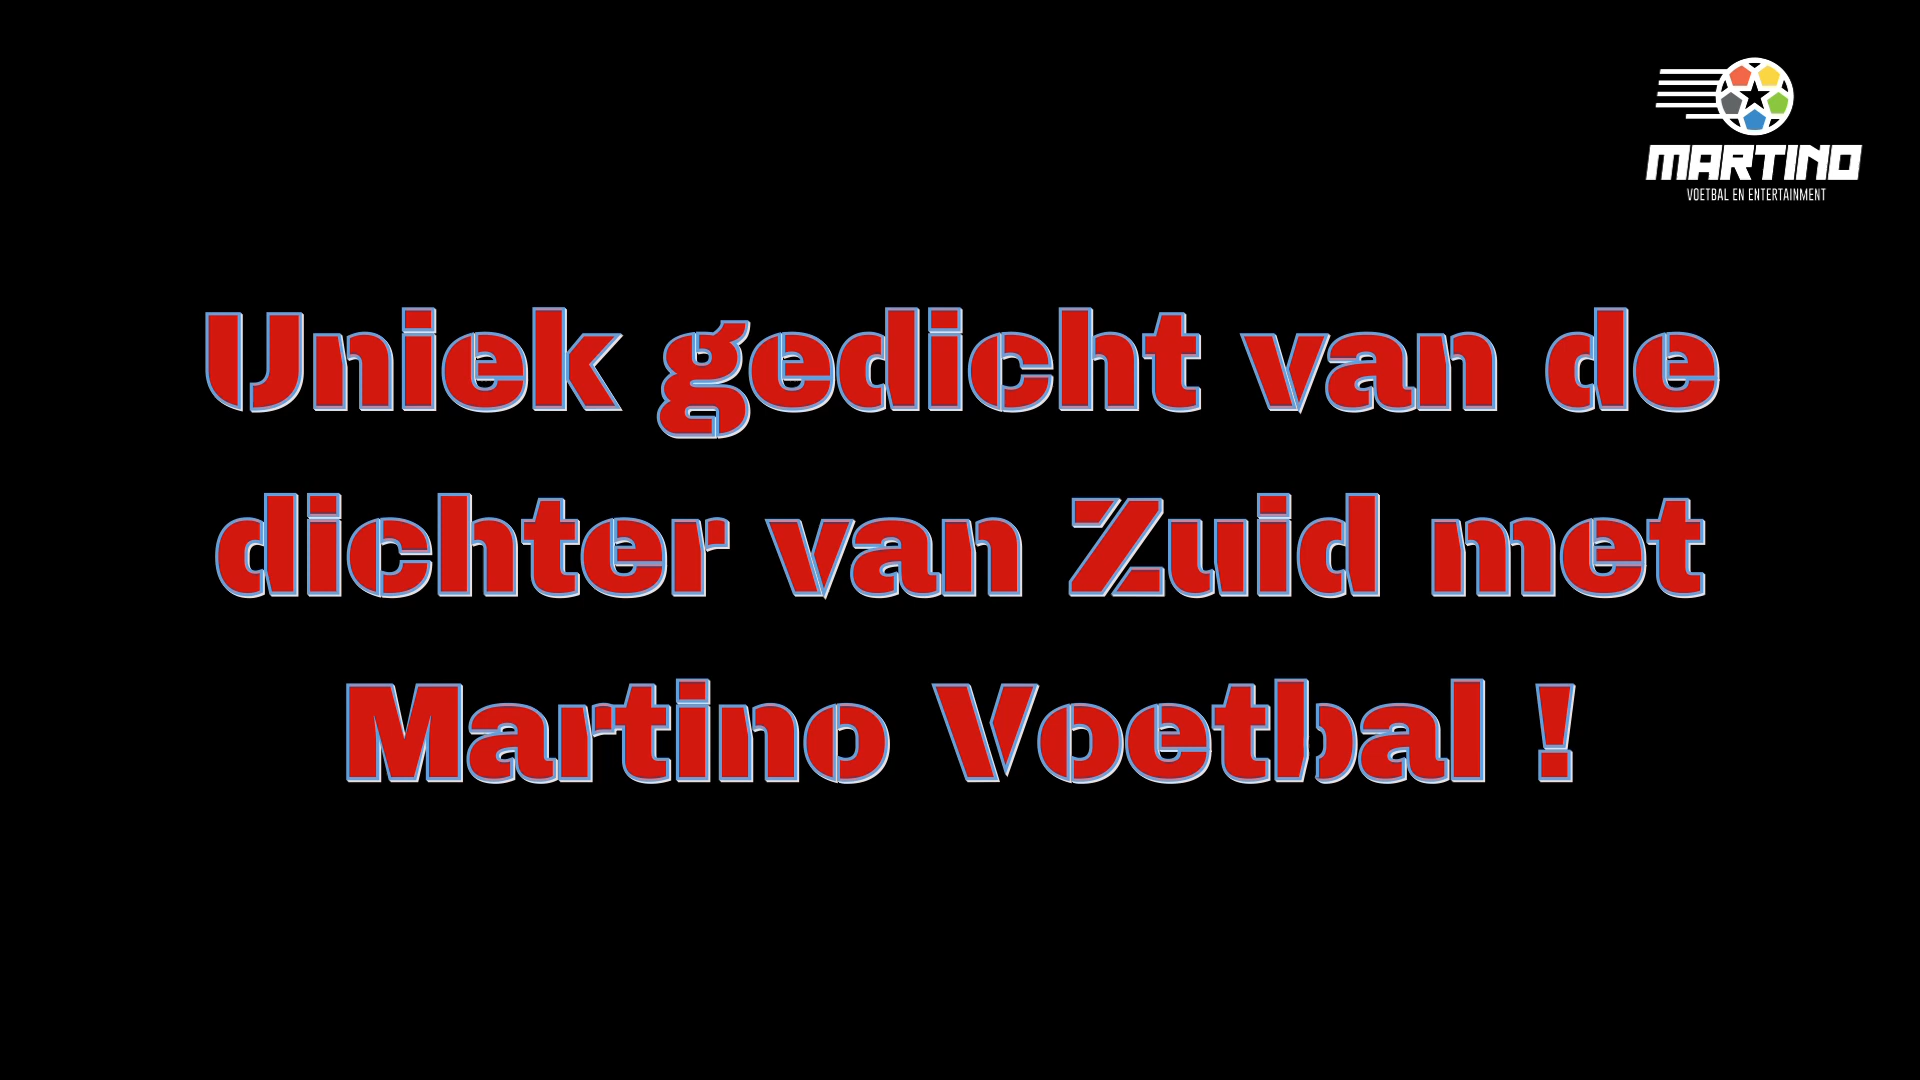 MARTINO
VOETBAL EN ENTERTAINMENT
Uniek gedicht van de
dichter van Zuid met
Martino Voetbal !